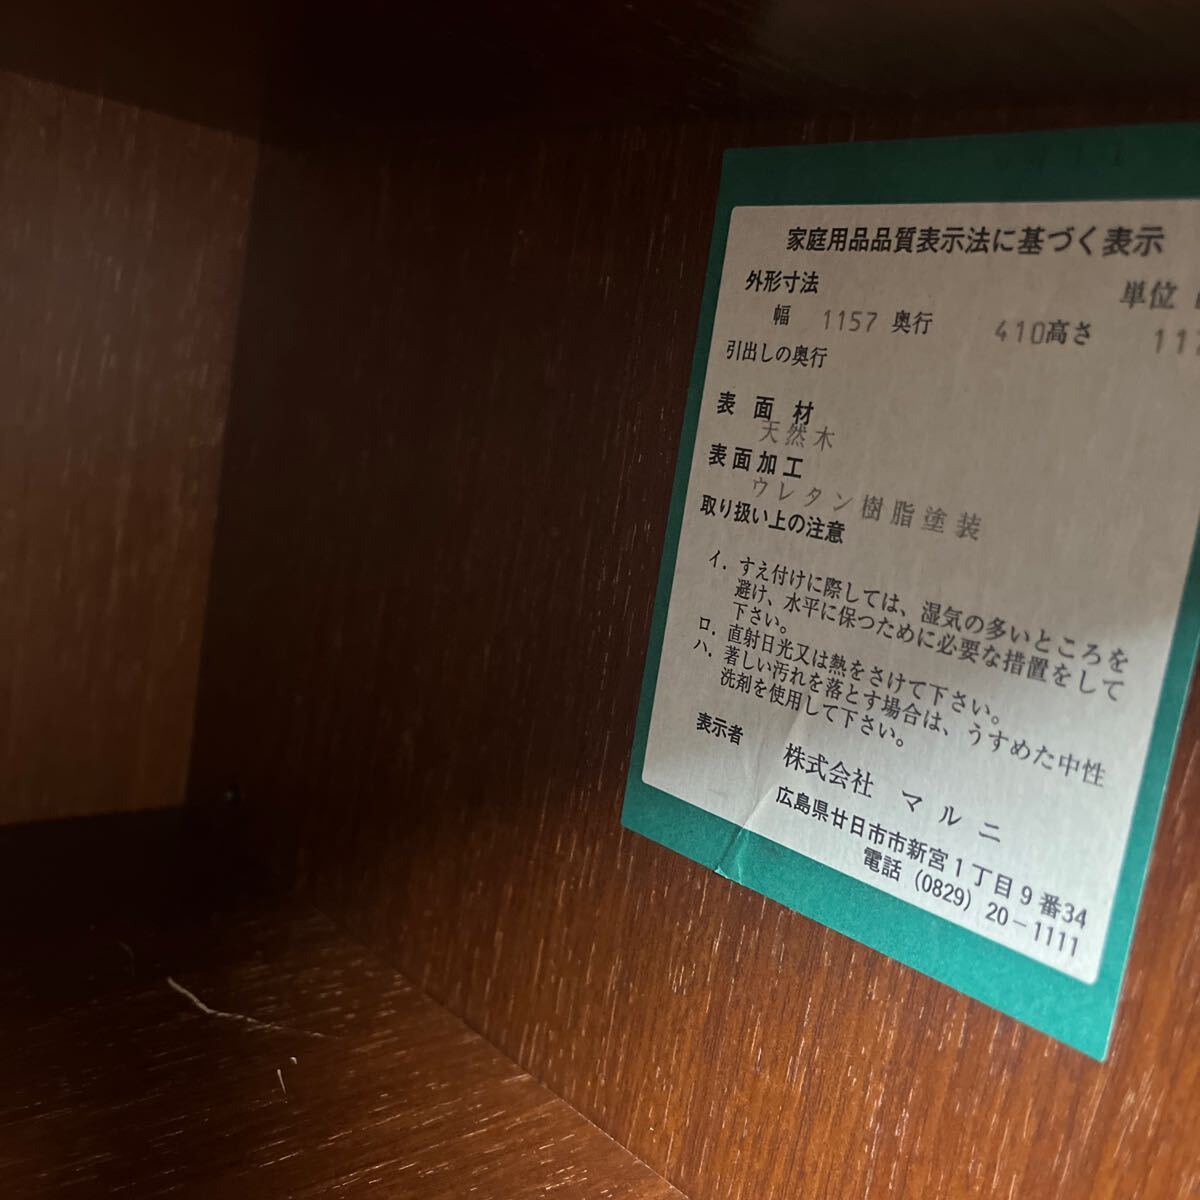 家庭用品品質表示法に基づく表示
外形寸法 単位
幅 1157 奥行 410 高さ
引出しの奥行
表面材
天然木
表面加工
ウレタン樹脂塗装
取り扱い上の注意
イ．すえ付けに際しては、湿気の多いところを
避け、水平に保つために必要な措置をして
下さい。
ロ．直射日光又は熱をさけて下さい。
ハ．著しい汚れを落とす場合は、うすめた中性
洗剤を使用して下さい。
表示者
株式会社 マルニ
広島県廿日市市新宮1丁目9番34
電話 (0829) 20-1111